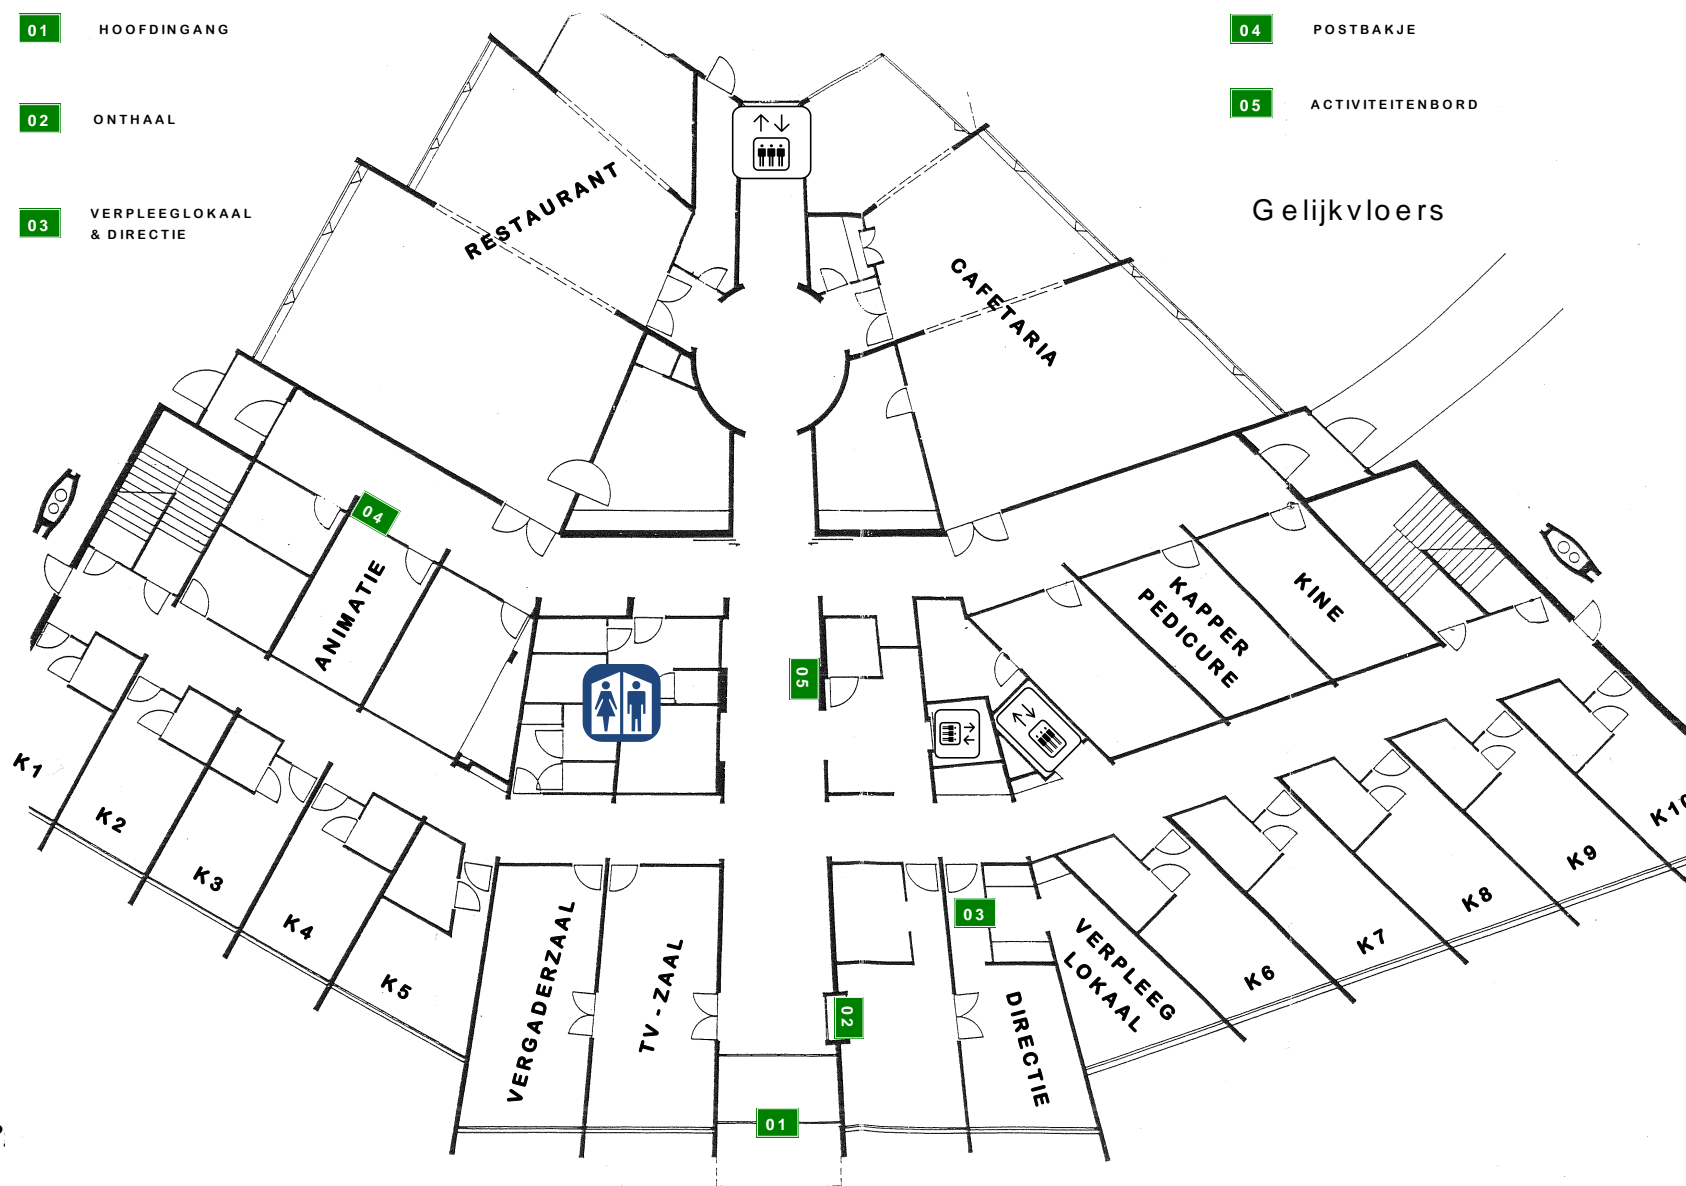 01 HOOFDINGANG
02 ONTHAAL
03 VERPLEEGLOKAAL
& DIRECTIE
04 POSTBAKJE
05 ACTIVITEITENBORD
Gelijkvloers
RESTAURANT
CAFETARIA
04
ANIMATIE
KAPPER
PEDICURE
KINE
05
K1
K2
K3
K4
K5
K10
K9
K8
K7
K6
03
VERPLEEG
LOKAAL
VERGADERZAAL
TV-ZAAL
02
DIRECTIE
01